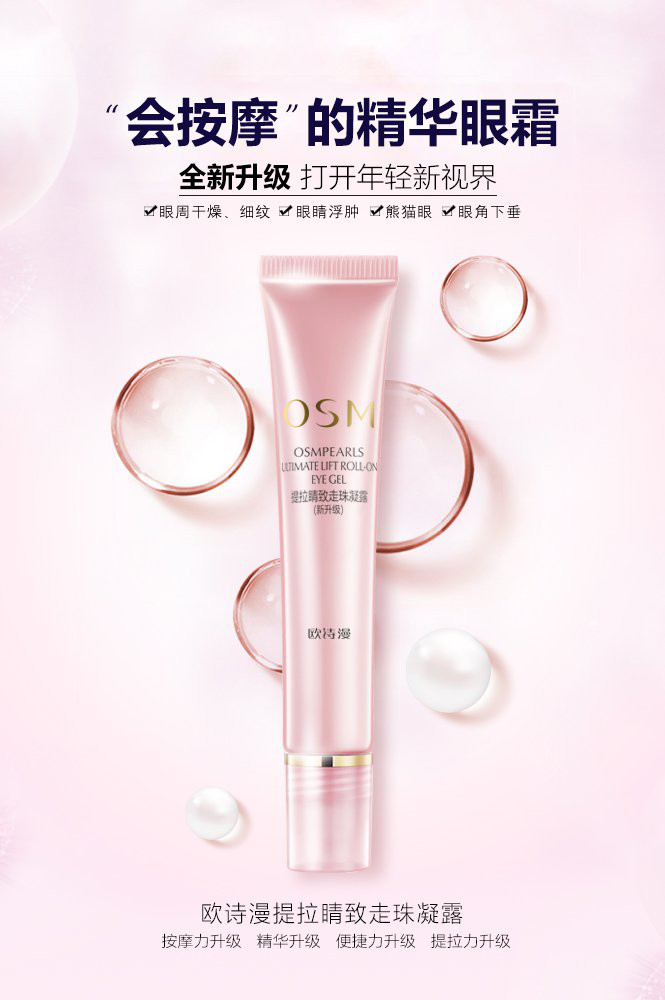 “会按摩”的精华眼霜
全新升级 打开年轻新视界
眼周干燥、细纹 眼睛浮肿 熊猫眼 眼角下垂
OSM
OSMPEARLS
ULTIMATE LIFT ROLL-ON
EYE GEL
提拉睛致走珠凝露
(新升级)
欧诗漫
欧诗漫提拉睛致走珠凝露
按摩力升级 精华升级 便捷力升级 提拉力升级